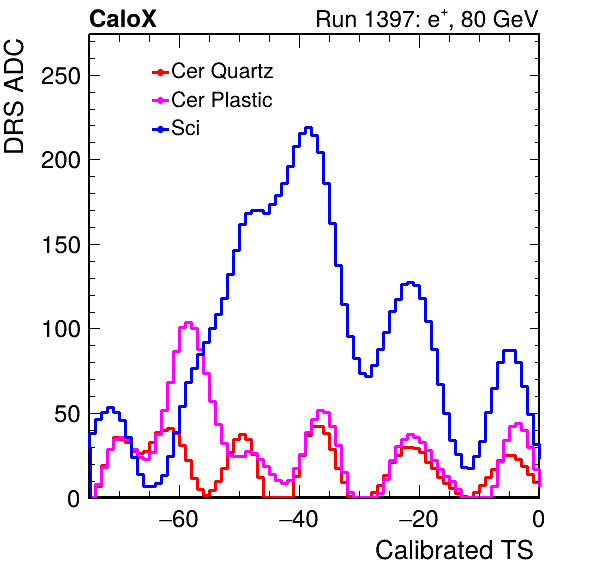 CaloX Run 1397: e⁺, 80 GeV
DRS ADC
Cer Quartz
Cer Plastic
Sci
250
200
150
100
50
0
−60 −40 −20 0
Calibrated TS